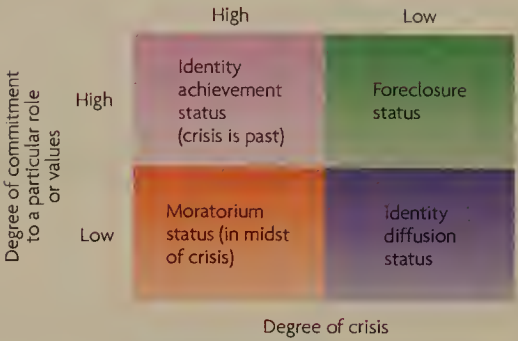 High
Low
Degree of commitment
to a particular role
or values
High
Identity
achievement
status
(crisis is past)
Foreclosure
status
Low
Moratorium
status (in midst
of crisis)
Identity
diffusion
status
Degree of crisis